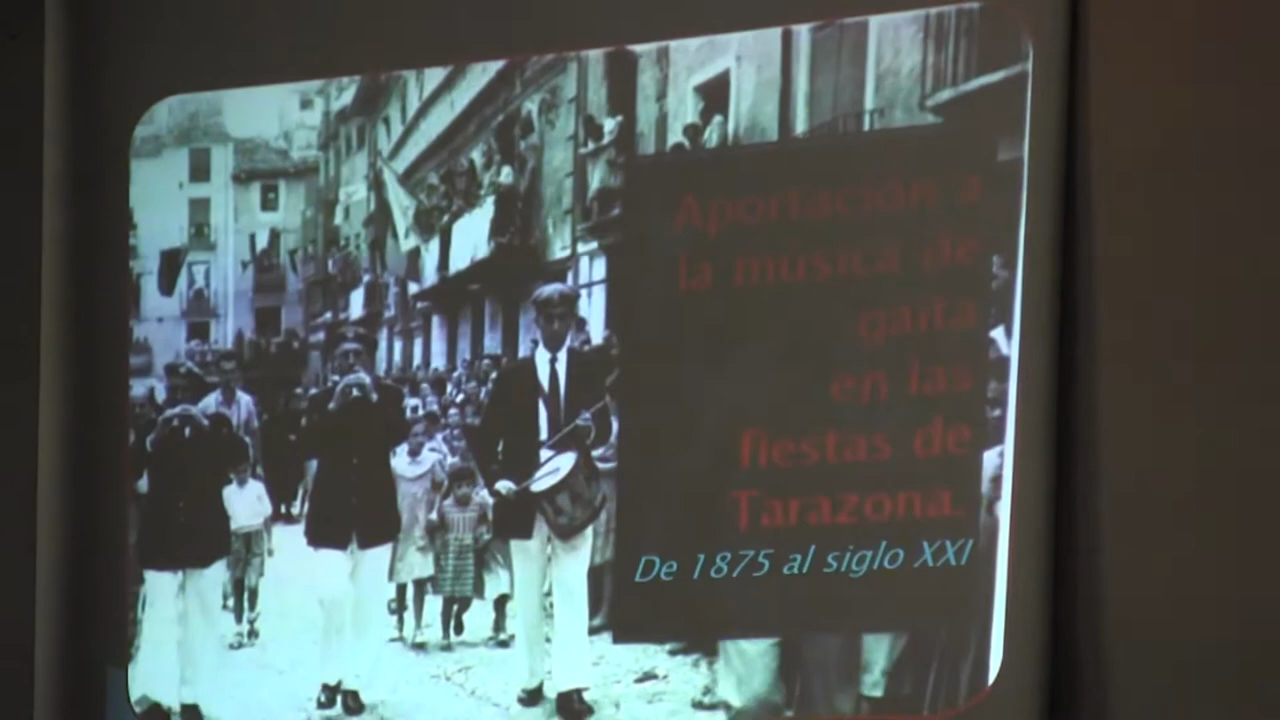 Aportación a
la música de
gaita
en las
fiestas de
Tarazona.
De 1875 al siglo XXI